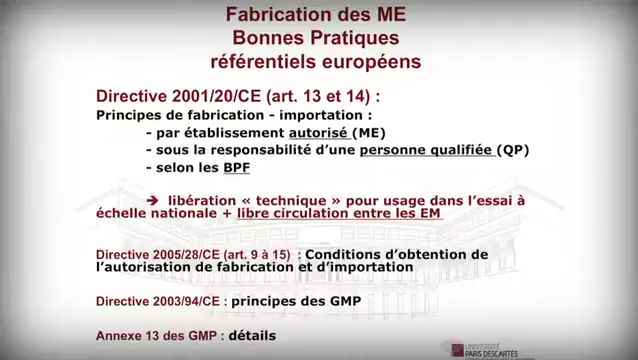 Fabrication des ME
Bonnes Pratiques
référentiels européens
Directive 2001/20/CE (art. 13 et 14) :
Principes de fabrication - importation :
- par établissement autorisé (ME)
- sous la responsabilité d'une personne qualifiée (QP)
- selon les BPF
➔ libération « technique » pour usage dans l'essai à
échelle nationale + libre circulation entre les EM
Directive 2005/28/CE (art. 9 à 15) : Conditions d'obtention de
l'autorisation de fabrication et d'importation
Directive 2003/94/CE : principes des GMP
Annexe 13 des GMP : détails
UNIVERSITÉ
PARIS DESCARTES